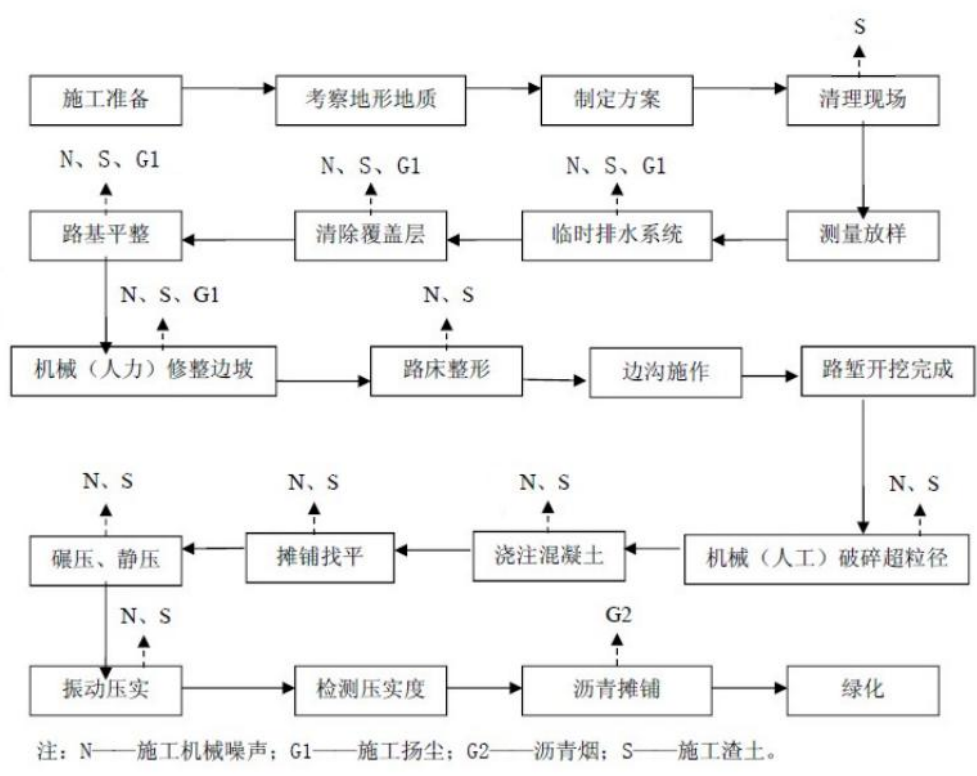 S
施工准备 考察地形地质 制定方案 清理现场
N、S、G1 N、S、G1 N、S、G1
路基平整 清除覆盖层 临时排水系统 测量放样
N、S、G1 N、S
机械（人力）修整边坡 路床整形 边沟施作 路堑开挖完成
N、S N、S N、S N、S
碾压、静压 摊铺找平 浇注混凝土 机械（人工）破碎超粒径
N、S G2
振动压实 检测压实度 沥青摊铺 绿化
注：N——施工机械噪声；G1——施工扬尘；G2——沥青烟；S——施工渣土。